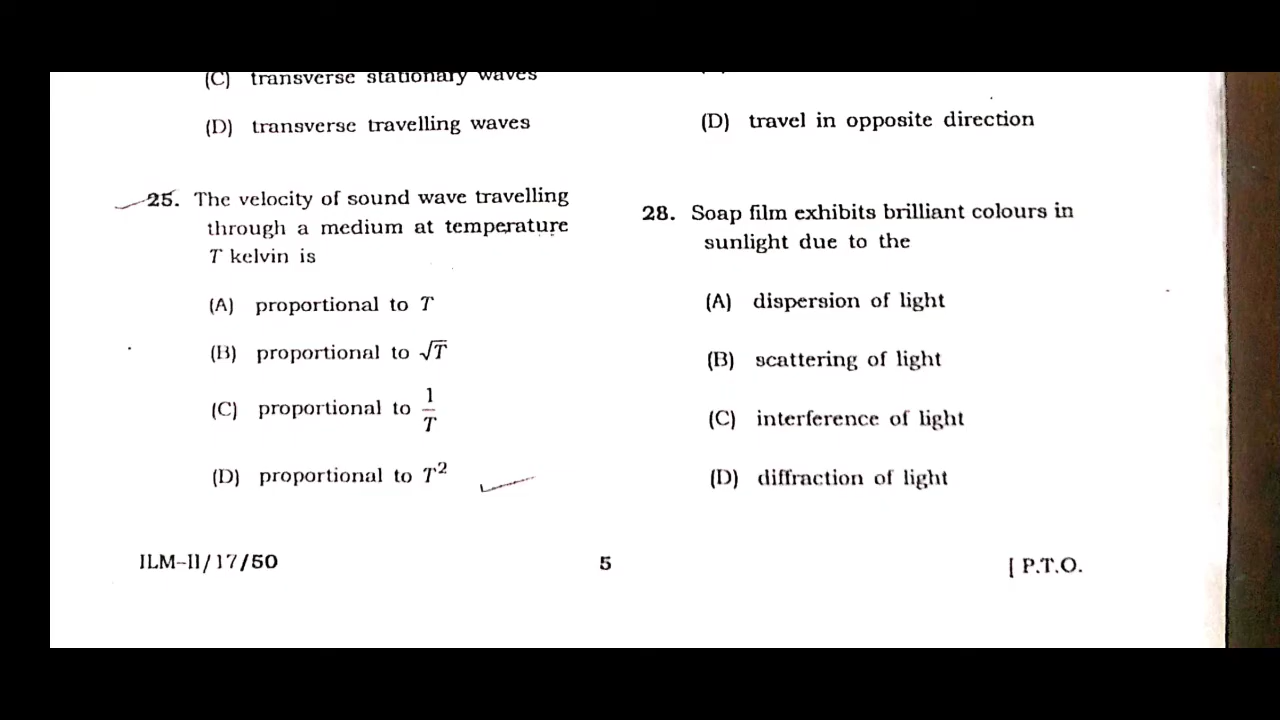 (C) transverse stationary waves
(D) transverse travelling waves
25. The velocity of sound wave travelling
through a medium at temperature
T kelvin is
(A) proportional to T
(B) proportional to √T
(C) proportional to 1/T
(D) proportional to T²
(D) travel in opposite direction
28. Soap film exhibits brilliant colours in
sunlight due to the
(A) dispersion of light
(B) scattering of light
(C) interference of light
(D) diffraction of light
ILM-II/17/50
5
[ P.T.O.